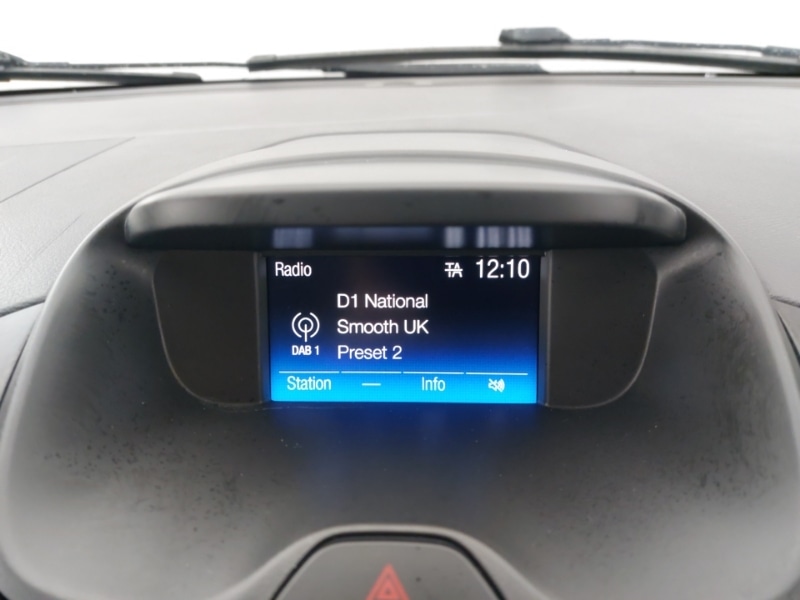 Radio TA 12:10
D1 National
Smooth UK
DAB 1 Preset 2
Station — Info